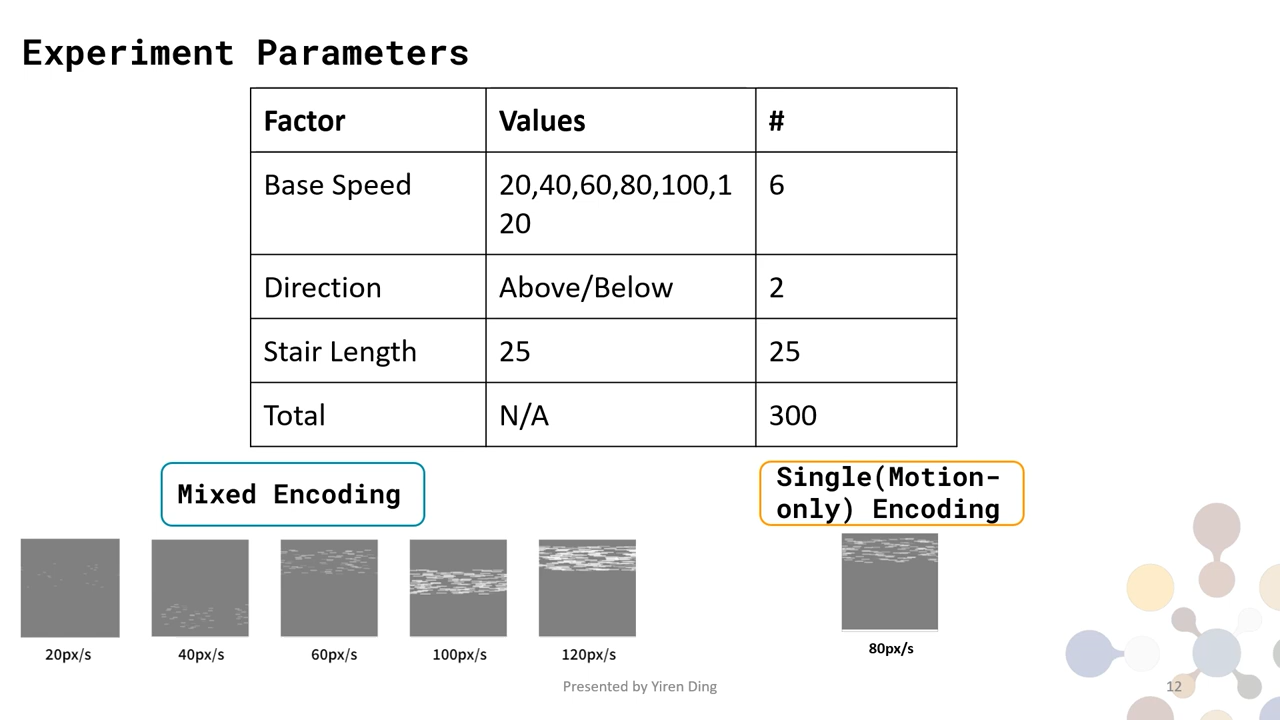 Experiment Parameters
Factor Values #
Base Speed 20,40,60,80,100,1 6
20
Direction Above/Below 2
Stair Length 25 25
Total N/A 300
Mixed Encoding
Single(Motion-
only) Encoding
20px/s 40px/s 60px/s 100px/s 120px/s 80px/s
Presented by Yiren Ding 12